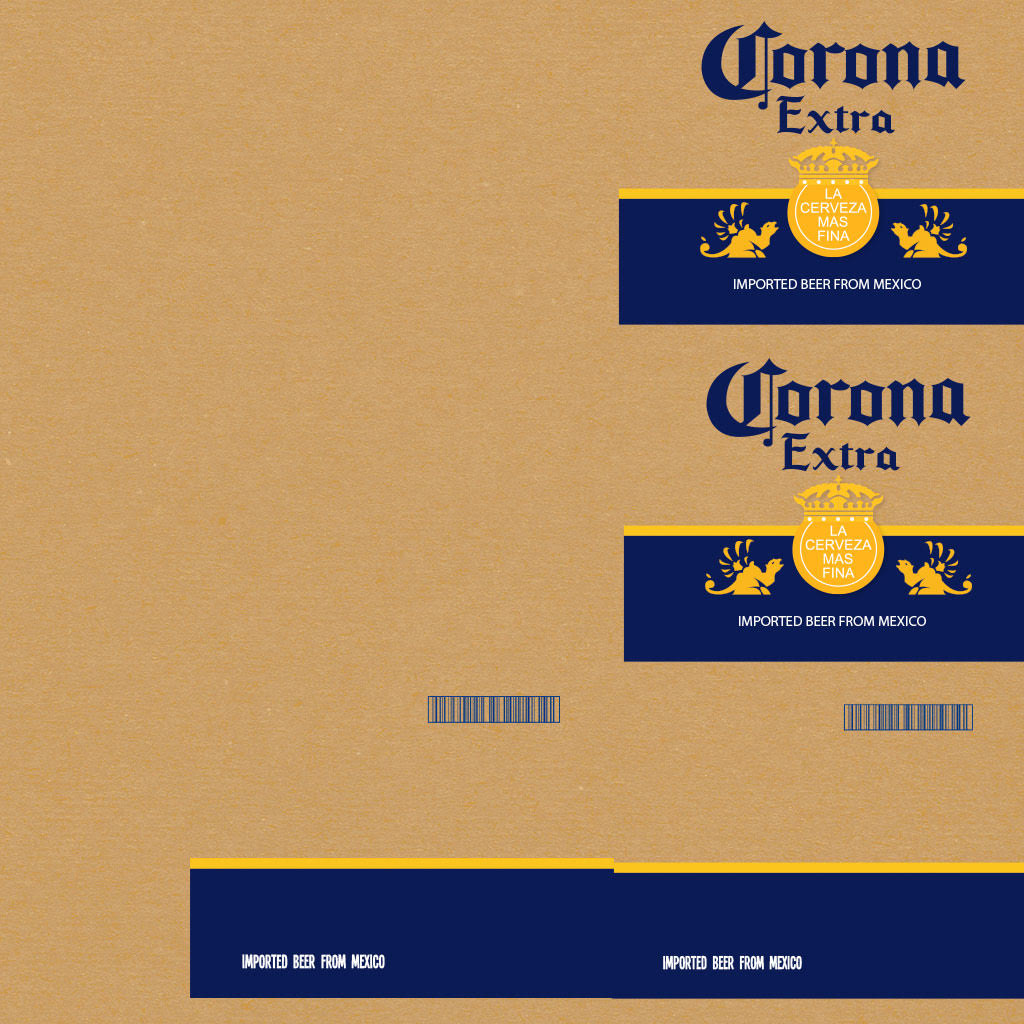 Corona
Extra
LA
CERVEZA
MAS
FINA
IMPORTED BEER FROM MEXICO
Corona
Extra
LA
CERVEZA
MAS
FINA
IMPORTED BEER FROM MEXICO
IMPORTED BEER FROM MEXICO
IMPORTED BEER FROM MEXICO